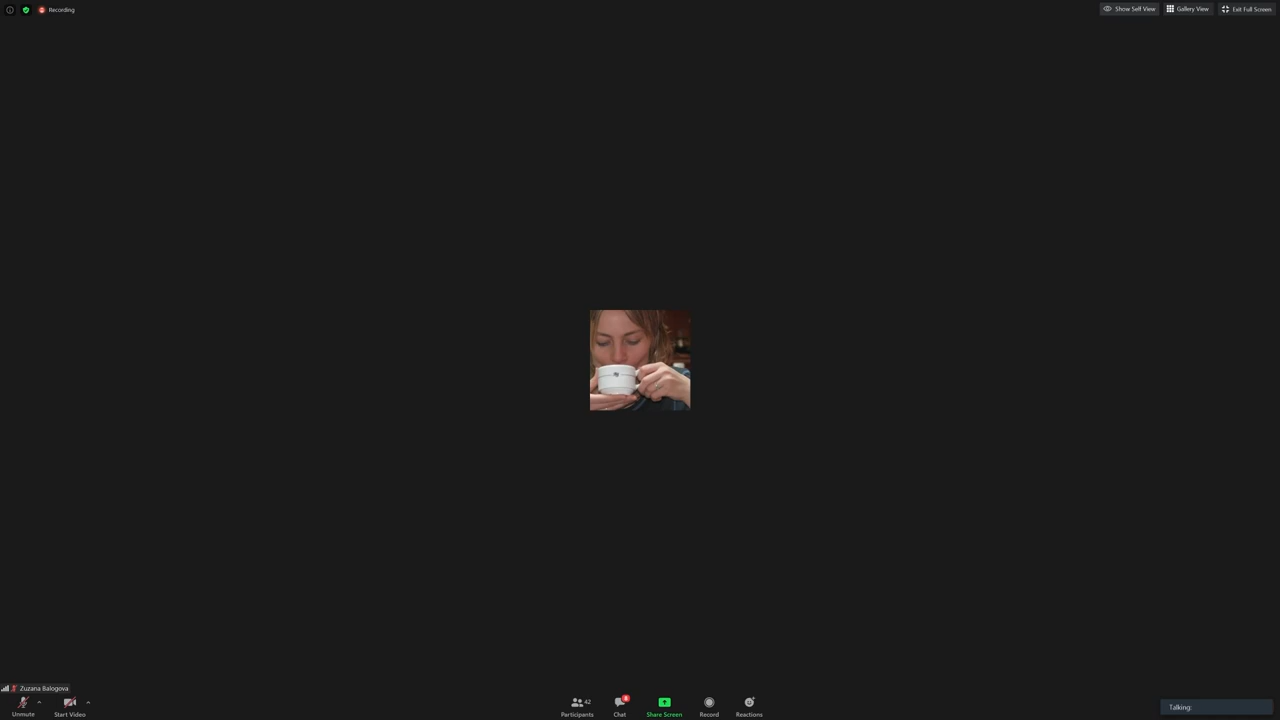 Recording
Show Self View
Gallery View
Exit Full Screen
Zuzana Balogova
Unmute
Start Video
Participants
42
Chat
8
Share Screen
Record
Reactions
Talking: